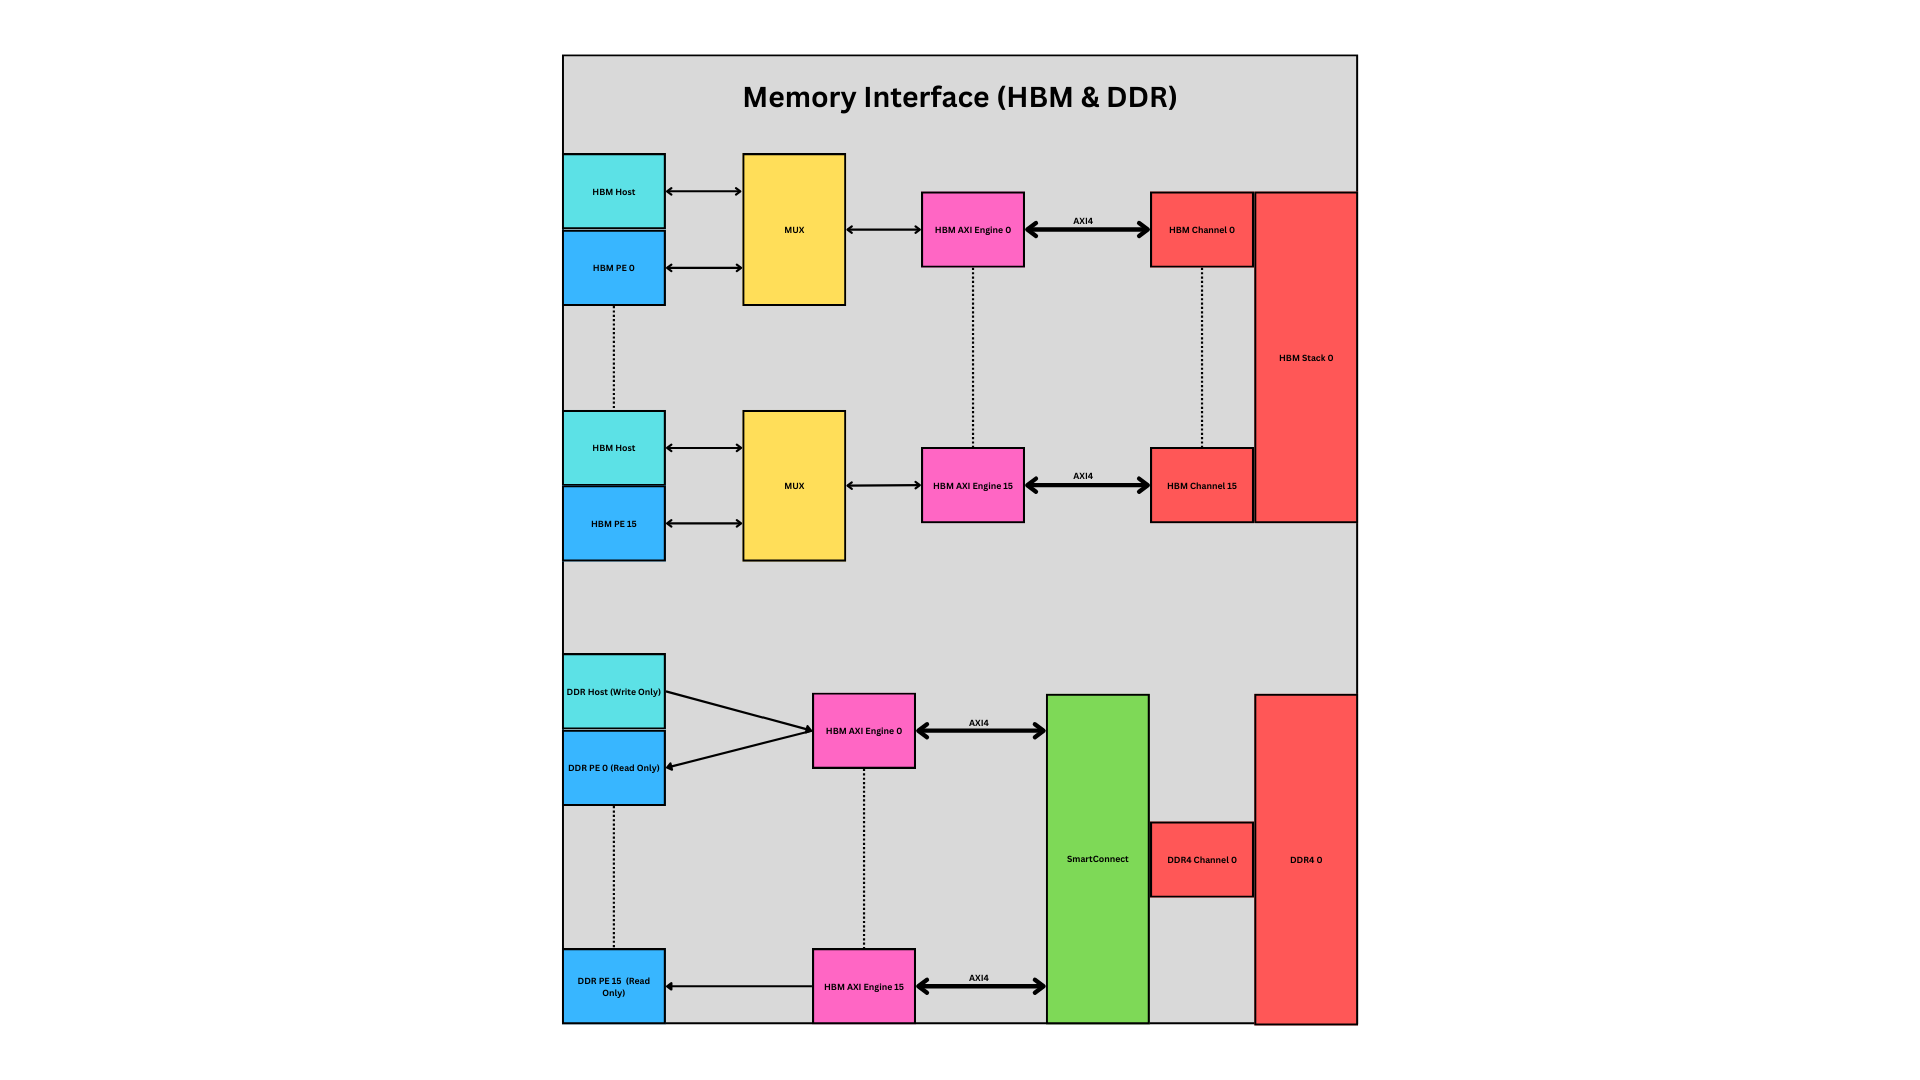 Memory Interface (HBM & DDR)
HBM Host
HBM PE 0
MUX
HBM AXI Engine 0
AXI4
HBM Channel 0
HBM Stack 0
HBM Host
HBM PE 15
MUX
HBM AXI Engine 15
AXI4
HBM Channel 15
DDR Host (Write Only)
DDR PE 0 (Read Only)
HBM AXI Engine 0
AXI4
SmartConnect
DDR4 Channel 0
DDR4 0
DDR PE 15 (Read
Only)
HBM AXI Engine 15
AXI4